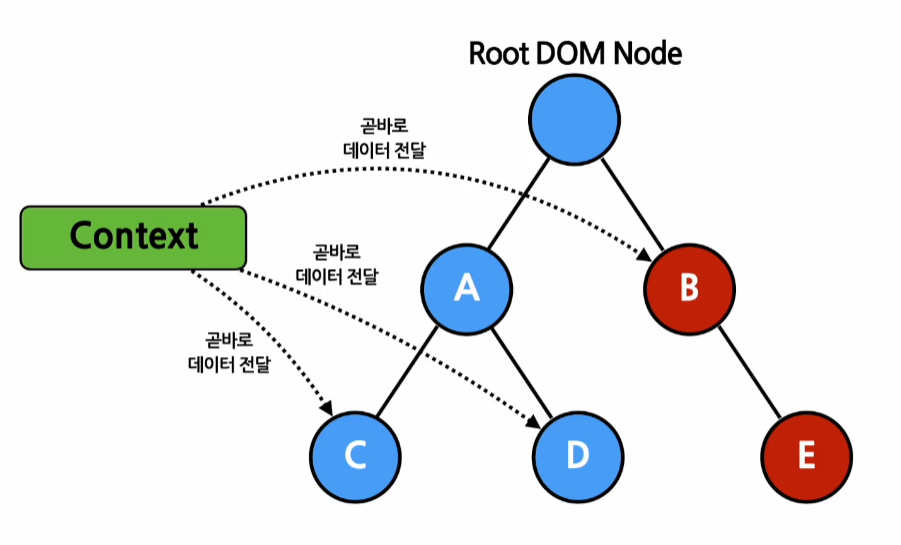 Root DOM Node
곧바로
데이터 전달
Context
곧바로
데이터 전달
A
B
곧바로
데이터 전달
C
D
E